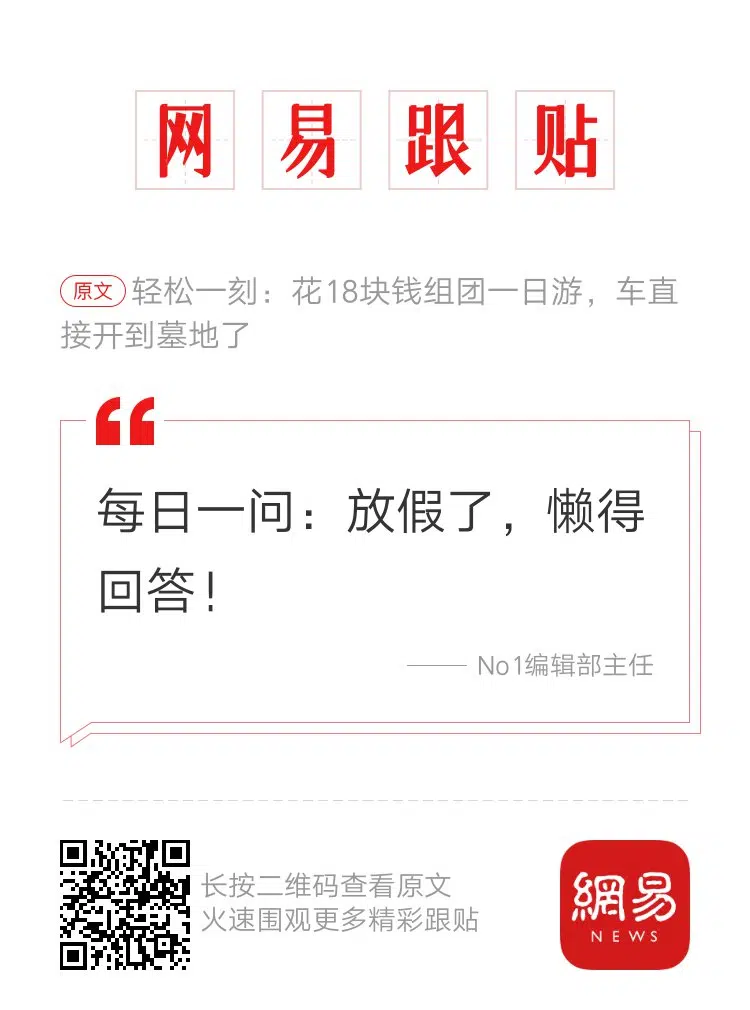 网易跟贴
原文 轻松一刻：花18块钱组团一日游，车直
接开到墓地了
每日一问：放假了，懒得
回答！
—— No1编辑部主任
长按二维码查看原文
火速围观更多精彩跟贴
網易
NEWS